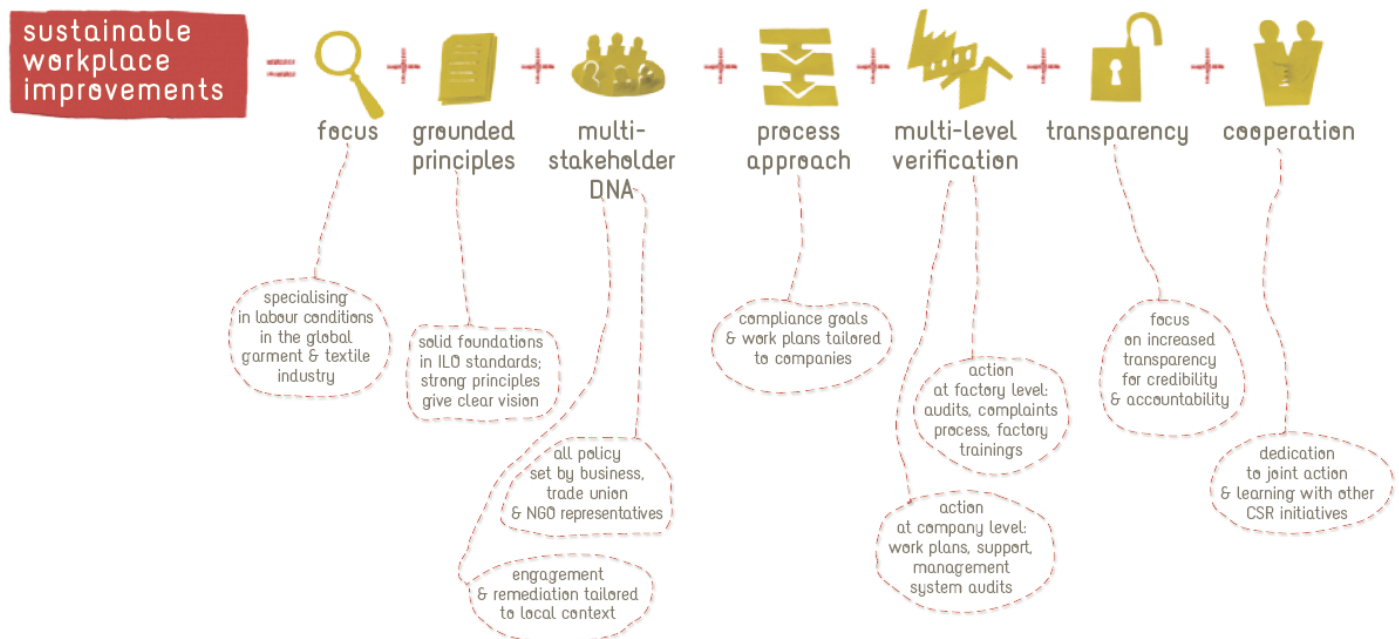 sustainable
workplace
improvements
= + + + + + +
focus
grounded
principles
multi-
stakeholder
DNA
process
approach
multi-level
verification
transparency
cooperation
specialising
in labour conditions
in the global
garment & textile
industry
solid foundations
in ILO standards;
strong principles
give clear vision
all policy
set by business,
trade union
& NGO representatives
engagement
& remediation tailored
to local context
compliance goals
& work plans tailored
to companies
action
at factory level:
audits, complaints
process, factory
trainings
action
at company level:
work plans, support,
management
system audits
focus
on increased
transparency
for credibility
& accountability
dedication
to joint action
& learning with other
CSR initiatives